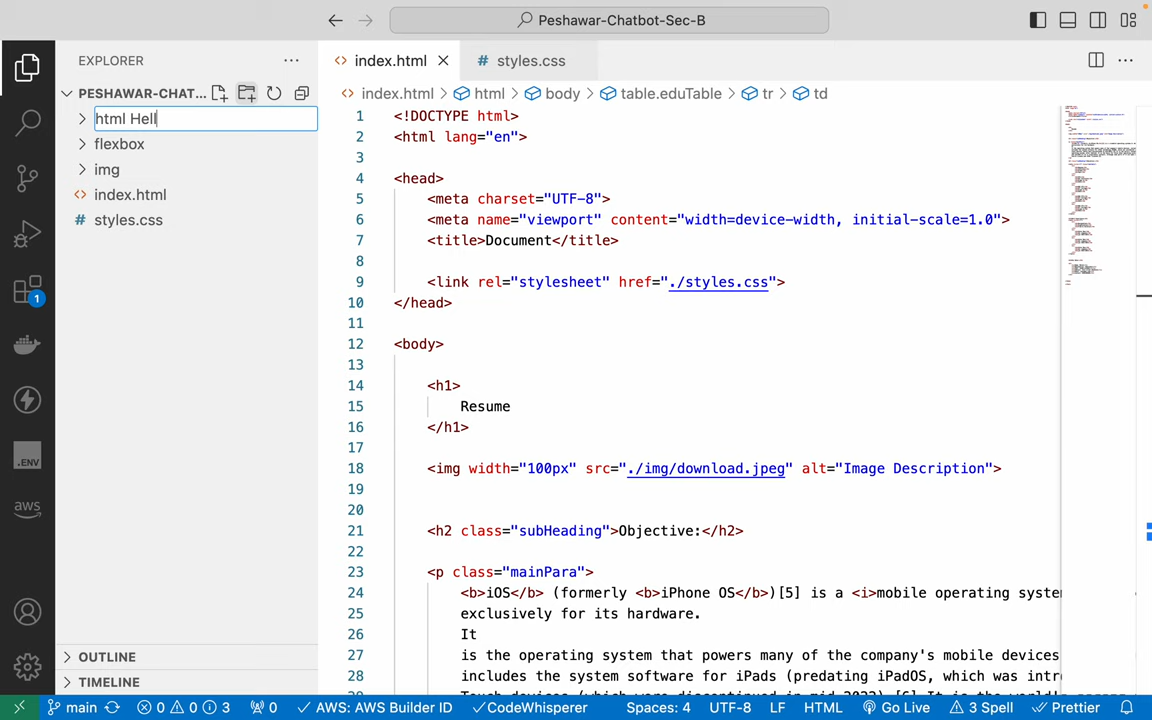 Peshawar-Chatbot-Sec-B
EXPLORER
PESHAWAR-CHAT...
html Hell
flexbox
img
index.html
styles.css
OUTLINE
TIMELINE
1
.ENV
aws
index.html
# styles.css
index.html > html > body > table.eduTable > tr > td
1 <!DOCTYPE html>
2 <html lang="en">
3
4 <head>
5 <meta charset="UTF-8">
6 <meta name="viewport" content="width=device-width, initial-scale=1.0">
7 <title>Document</title>
8
9 <link rel="stylesheet" href="./styles.css">
10 </head>
11
12 <body>
13
14 <h1>
15 Resume
16 </h1>
17
18 <img width="100px" src="./img/download.jpeg" alt="Image Description">
19
20
21 <h2 class="subHeading">Objective:</h2>
22
23 <p class="mainPara">
24 <b>iOS</b> (formerly <b>iPhone OS</b>)[5] is a <i>mobile operating system
25 exclusively for its hardware.
26 It
27 is the operating system that powers many of the company's mobile devices
28 includes the system software for iPads (predating iPadOS, which was intr
main 0 0 3 0 AWS: AWS Builder ID CodeWhisperer Spaces: 4 UTF-8 LF HTML Go Live 3 Spell Prettier